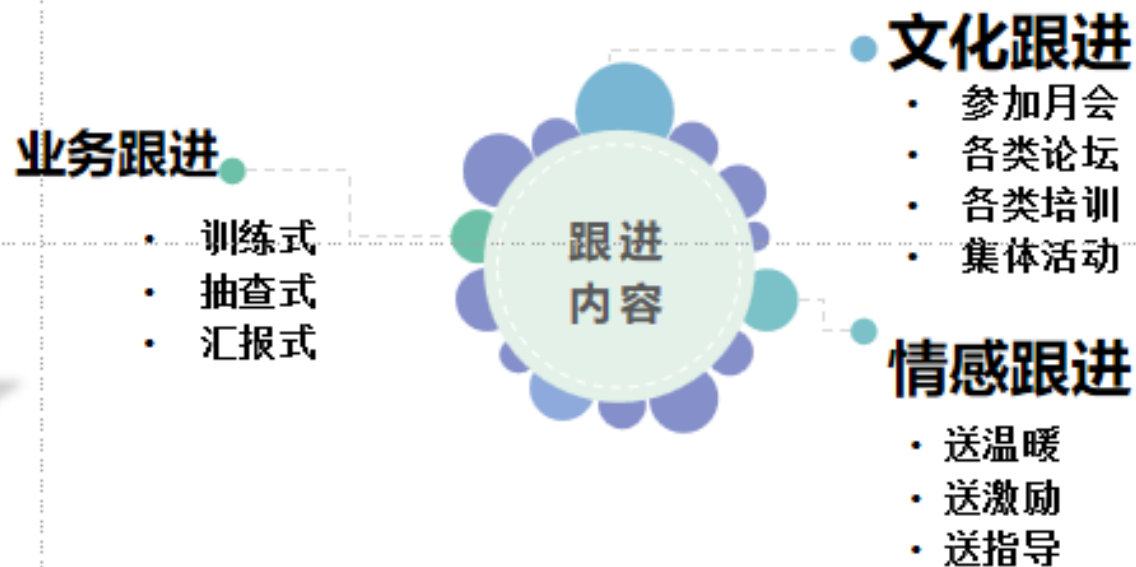 业务跟进
• 训练式
• 抽查式
• 汇报式
跟进
内容
文化跟进
• 参加月会
• 各类论坛
• 各类培训
• 集体活动
情感跟进
• 送温暖
• 送激励
• 送指导